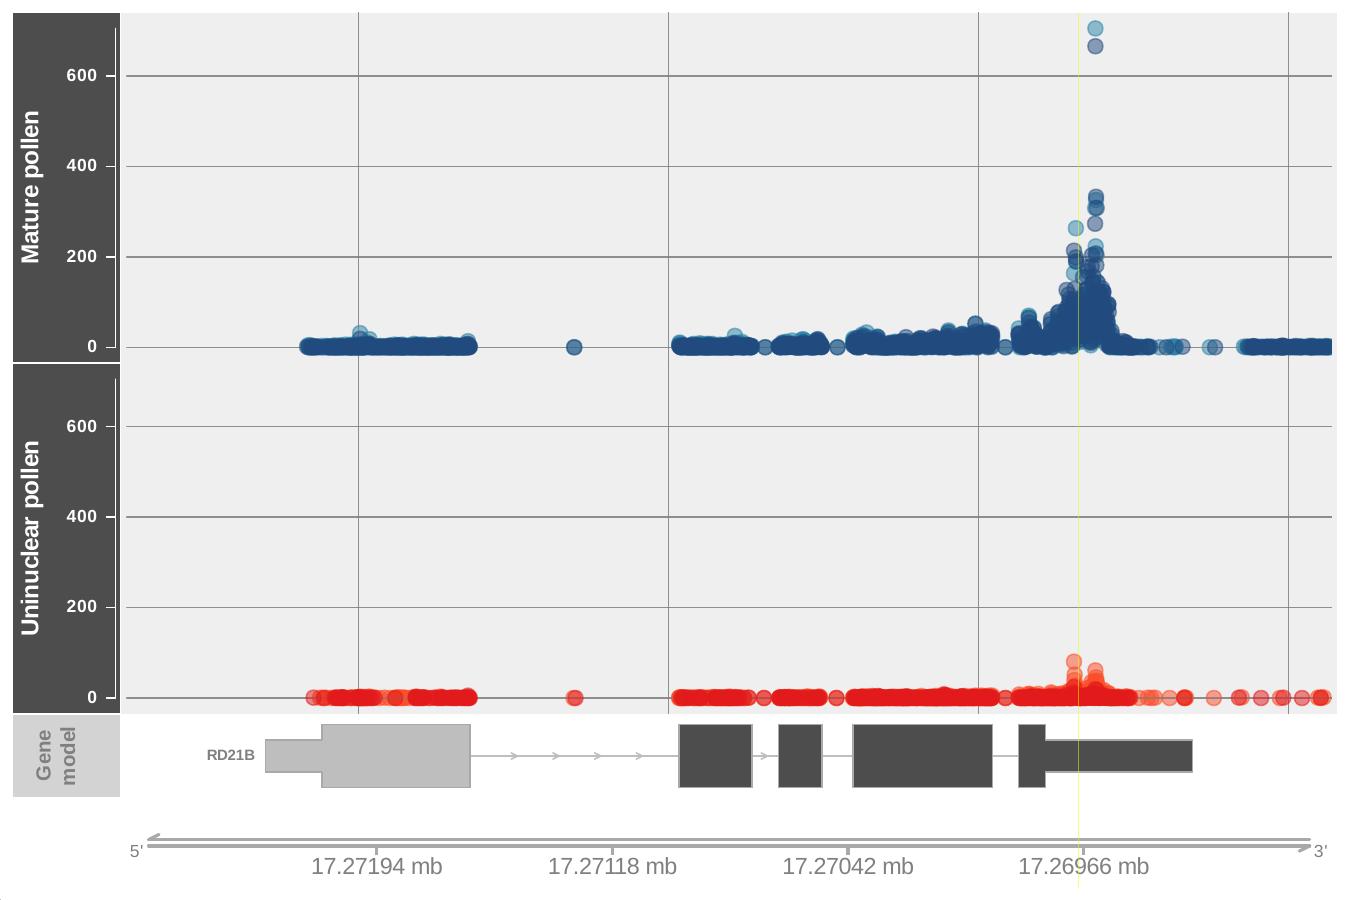 Mature pollen
600
400
200
0
Uninuclear pollen
600
400
200
0
Gene
model
RD21B
5'
3'
17.27194 mb
17.27118 mb
17.27042 mb
17.26966 mb